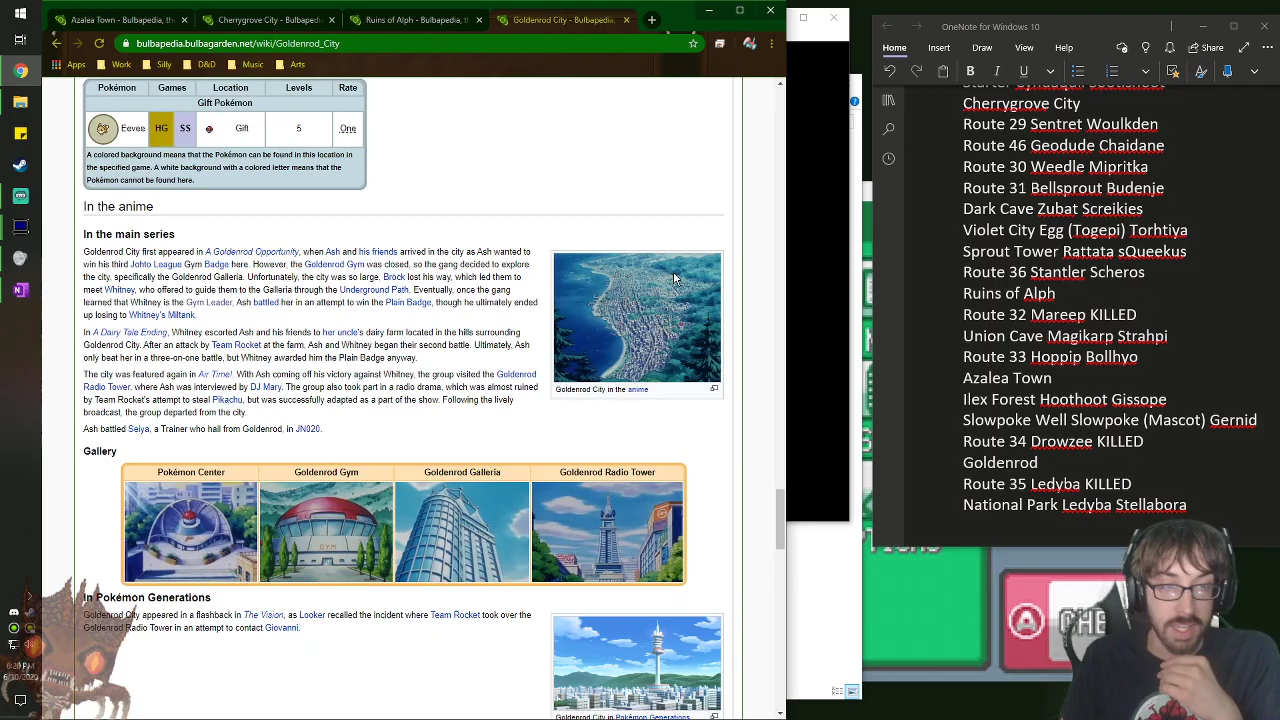 Azalea Town - Bulbapedia, the
Cherrygrove City - Bulbapedia,
Ruins of Alph - Bulbapedia, the
Goldenrod City - Bulbapedia,
bulbapedia.bulbagarden.net/wiki/Goldenrod_City
Apps
Work
Silly
D&D
Music
Arts
Pokémon Games Location Levels Rate
Gift Pokémon
Eevee HG SS Gift 5 One
A colored background means that the Pokémon can be found in this location in
the specified game. A white background with a colored letter means that the
Pokémon cannot be found here.
In the anime
In the main series
Goldenrod City first appeared in A Goldenrod Opportunity, when Ash and his friends arrived in the city as Ash used to
win his third Johto League Gym Badge here. However, the Goldenrod Gym was closed, so the gang decided to explore
the city, specifically the Goldenrod Galleria. Unfortunately, the city was so large, Brock lost his way, which led them to
meet Whitney, who offered to guide them to the Galleria through the Underground Path. Eventually, once the gang
learned that Whitney is the Gym Leader, Ash battled her in an attempt to win the Plain Badge, though he ultimately ended
up losing to Whitney's Miltank.
In A Dairy Tale Ending, Whitney escorted Ash and his friends to her uncle's dairy farm located in the hills surrounding
Goldenrod City. After an attack by Team Rocket at the farm, Ash and Whitney began their second battle. Ultimately, Ash
only beat her in a three-on-one battle, but Whitney awarded him the Plain Badge anyway.
The city was featured again in Air Time!. With Ash coming off his victory against Whitney, the group visited the Goldenrod
Radio Tower, where Ash was interviewed by DJ Mary. The group also took part in a radio drama, which was almost ruined
by Team Rocket's attempt to steal Pikachu, but was successfully adapted as a part of the show. Following the lively
broadcast, the group departed from the city.
Ash battled Seiya, a Trainer who hail from Goldenrod, in JN020.
Goldenrod City in the anime
Gallery
Pokémon Center
Goldenrod Gym
Goldenrod Galleria
Goldenrod Radio Tower
GYM
In Pokémon Generations
Goldenrod City appeared in a flashback in The Vision, as Looker recalled the incident where Team Rocket took over the
Goldenrod Radio Tower in an attempt to contact Giovanni.
Goldenrod City in Pokémon Generations
OneNote for Windows 10
Home
Insert
Draw
View
Help
Share
B
I
U
Cherrygrove City
Route 29 Sentret Woulkden
Route 46 Geodude Chaidane
Route 30 Weedle Mipritka
Route 31 Bellsprout Budenje
Dark Cave Zubat Screikies
Violet City Egg (Togepi) Torhtiya
Sprout Tower Rattata sQueekus
Route 36 Stantler Scheros
Ruins of Alph
Route 32 Mareep KILLED
Union Cave Magikarp Strahpi
Route 33 Hoppip Bollhyo
Azalea Town
Ilex Forest Hoothoot Gissope
Slowpoke Well Slowpoke (Mascot) Gernid
Route 34 Drowzee KILLED
Goldenrod
Route 35 Ledyba KILLED
National Park Ledyba Stellabora
A